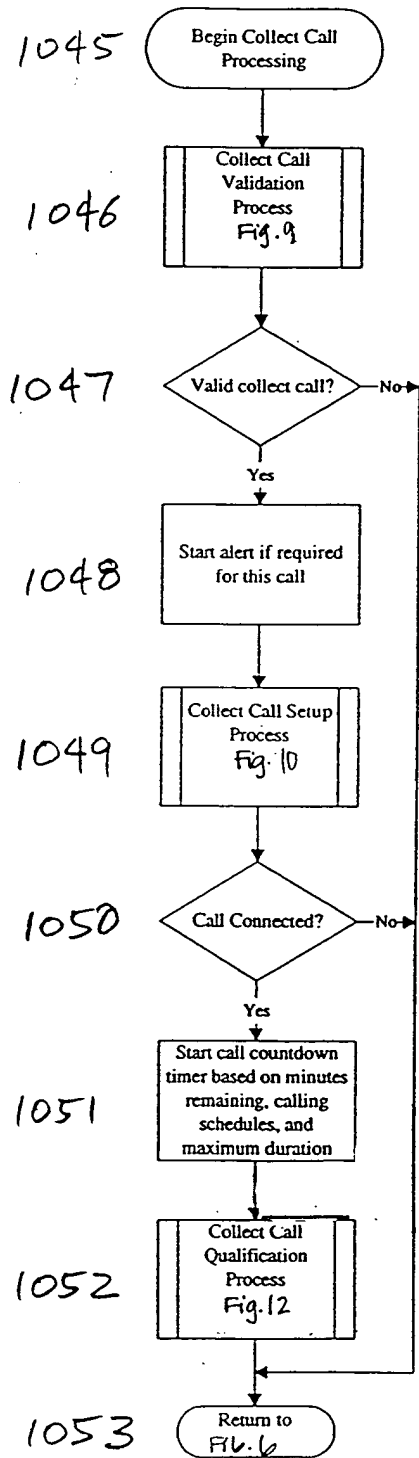 1045
Begin Collect Call
Processing
1046
Collect Call
Validation
Process
Fig. 9
1047
Valid collect call?
No
Yes
1048
Start alert if required
for this call
1049
Collect Call Setup
Process
Fig. 10
1050
Call Connected?
No
Yes
1051
Start call countdown
timer based on minutes
remaining, calling
schedules, and
maximum duration
1052
Collect Call
Qualification
Process
Fig. 12
1053
Return to
FIG. 6